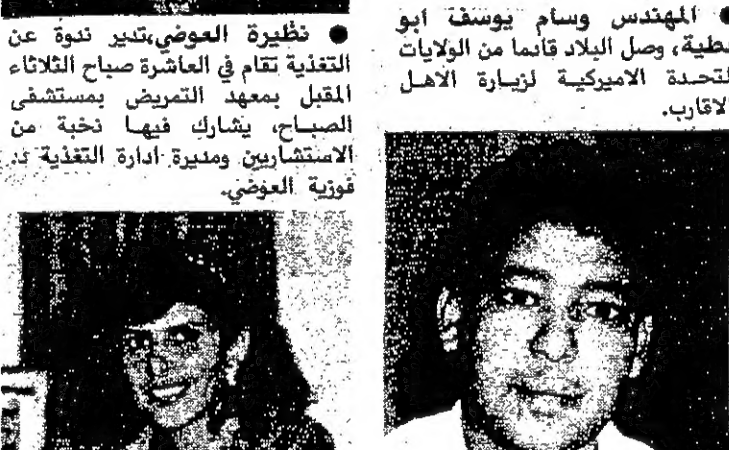 ● المهندس وسام يوسف ابو
عطية، وصل البلاد قادما من الولايات
المتحدة الاميركية لزيارة الاهل
والاقارب.
● نظيرة العوضي،تدير ندوة عن
التغذية تقام في العاشرة صباح الثلاثاء
المقبل بمعهد التمريض بمستشفى
الصباح، يشارك فيها نخبة من
الاستشاريين ومديرة ادارة التغذية د.
فوزية العوضي.